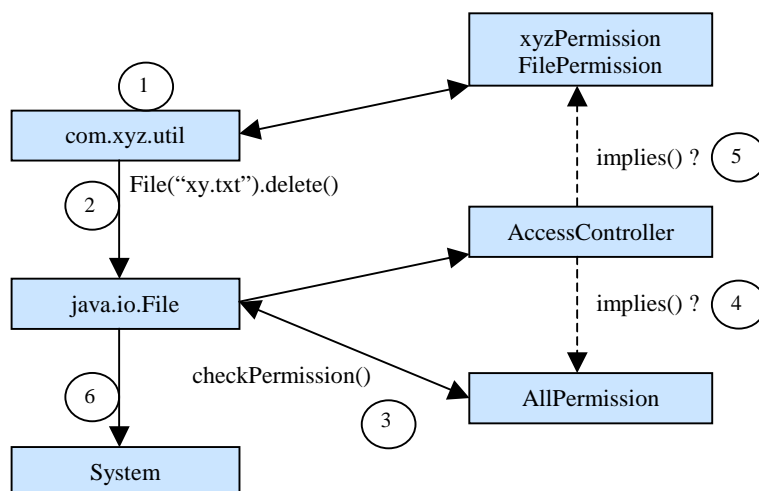 xyzPermission
FilePermission
1
com.xyz.util
implies() ?
5
File(“xy.txt”).delete()
2
AccessController
java.io.File
implies() ?
4
checkPermission()
6
AllPermission
3
System